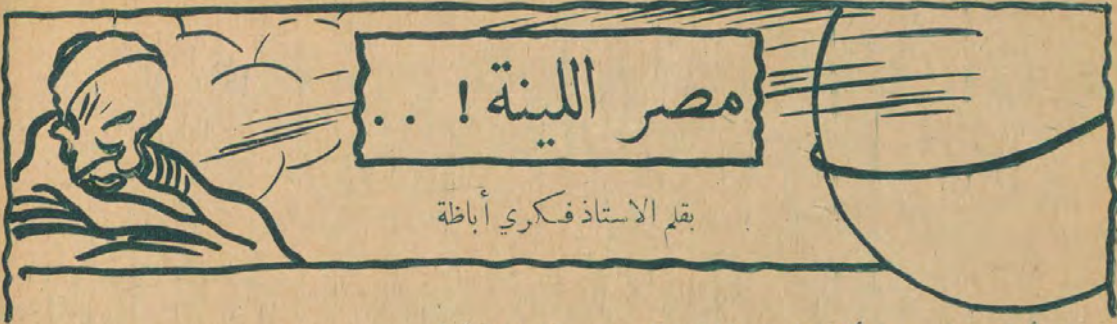 مصر اللينة ! . .
بقلم الاستاذ فكري أباظة